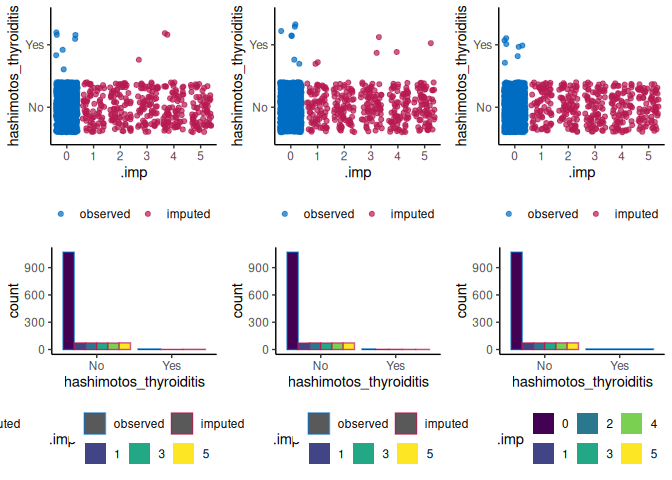 hashimotos_thyroiditis
Yes
No
0 1 2 3 4 5
.imp
observed imputed
hashimotos_thyroiditis
Yes
No
0 1 2 3 4 5
.imp
observed imputed
hashimotos_thyroiditis
Yes
No
0 1 2 3 4 5
.imp
observed imputed
count
900
600
300
0
No Yes
hashimotos_thyroiditis
count
900
600
300
0
No Yes
hashimotos_thyroiditis
count
900
600
300
0
No Yes
hashimotos_thyroiditis
observed imputed
.imp
1 3 5
observed imputed
.imp
1 3 5
.imp
0 2 4
1 3 5